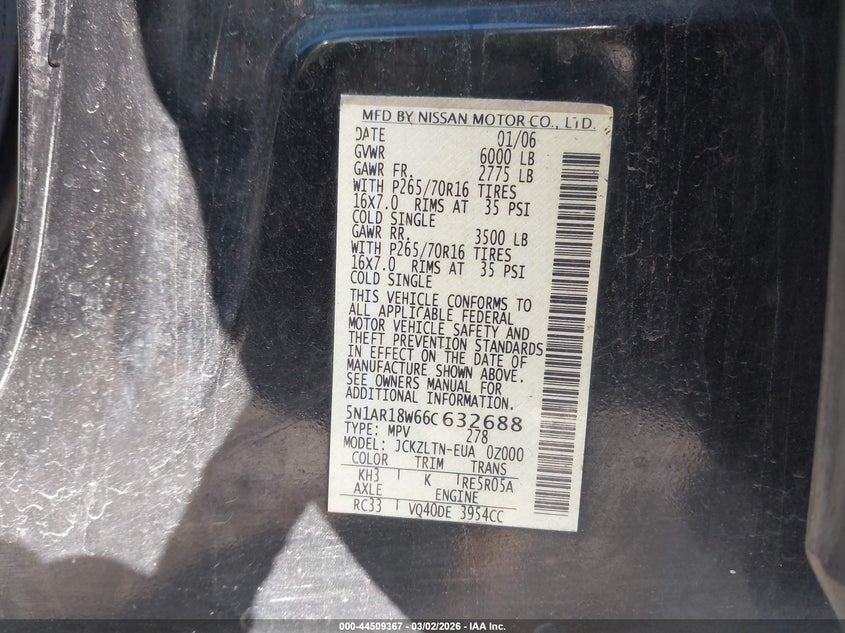 MFD BY NISSAN MOTOR CO., LTD.
DATE 01/06
GVWR 6000 LB
GAWR FR. 2775 LB
WITH P265/70R16 TIRES
16X7.0 RIMS AT 35 PSI
COLD SINGLE
GAWR RR. 3500 LB
WITH P265/70R16 TIRES
16X7.0 RIMS AT 35 PSI
COLD SINGLE
THIS VEHICLE CONFORMS TO
ALL APPLICABLE FEDERAL
MOTOR VEHICLE SAFETY AND
THEFT PREVENTION STANDARDS
IN EFFECT ON THE DATE OF
MANUFACTURE SHOWN ABOVE.
SEE OWNERS MANUAL FOR
ADDITIONAL INFORMATION.
5N1AR18W66C632688
TYPE: MPV 278
MODEL: JCKZLTN-EUA 0Z000
COLOR TRIM TRANS
KH3 K RE5R05A
AXLE ENGINE
RC33 VQ40DE 3954CC
000-44509367 - 03/02/2026 - IAA Inc.